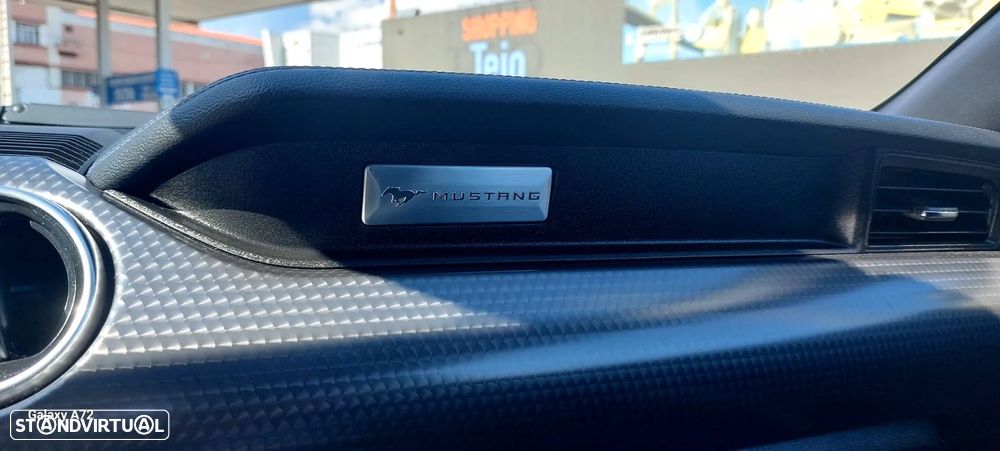 SHOPPING
Tejo
MUSTANG
Galaxy A72
STANDVIRTUAL